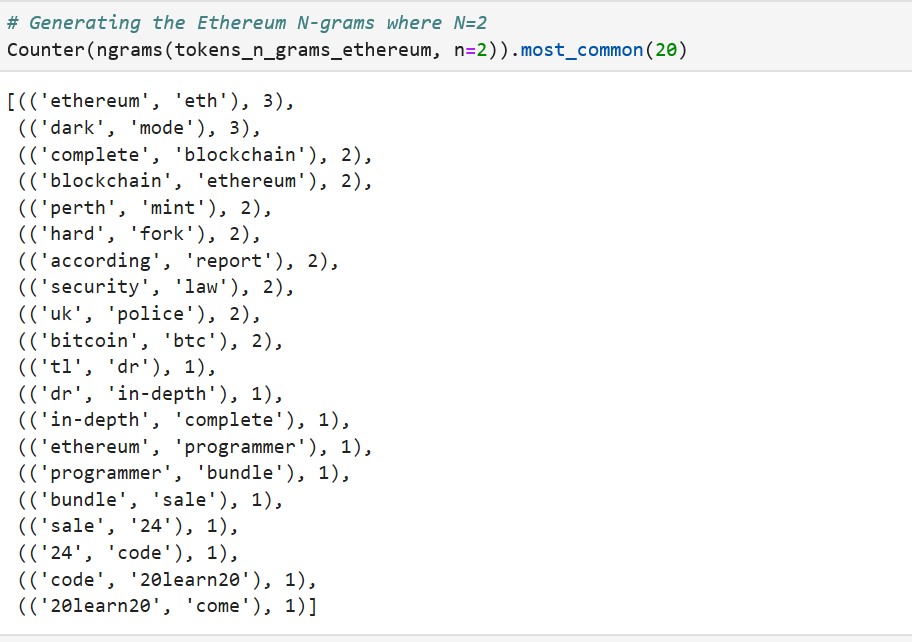 # Generating the Ethereum N-grams where N=2
Counter(ngrams(tokens_n_grams_ethereum, n=2)).most_common(20)
[(('ethereum', 'eth'), 3),
(('dark', 'mode'), 3),
(('complete', 'blockchain'), 2),
(('blockchain', 'ethereum'), 2),
(('perth', 'mint'), 2),
(('hard', 'fork'), 2),
(('according', 'report'), 2),
(('security', 'law'), 2),
(('uk', 'police'), 2),
(('bitcoin', 'btc'), 2),
(('tl', 'dr'), 1),
(('dr', 'in-depth'), 1),
(('in-depth', 'complete'), 1),
(('ethereum', 'programmer'), 1),
(('programmer', 'bundle'), 1),
(('bundle', 'sale'), 1),
(('sale', '24'), 1),
(('24', 'code'), 1),
(('code', '20learn20'), 1),
(('20learn20', 'come'), 1)]